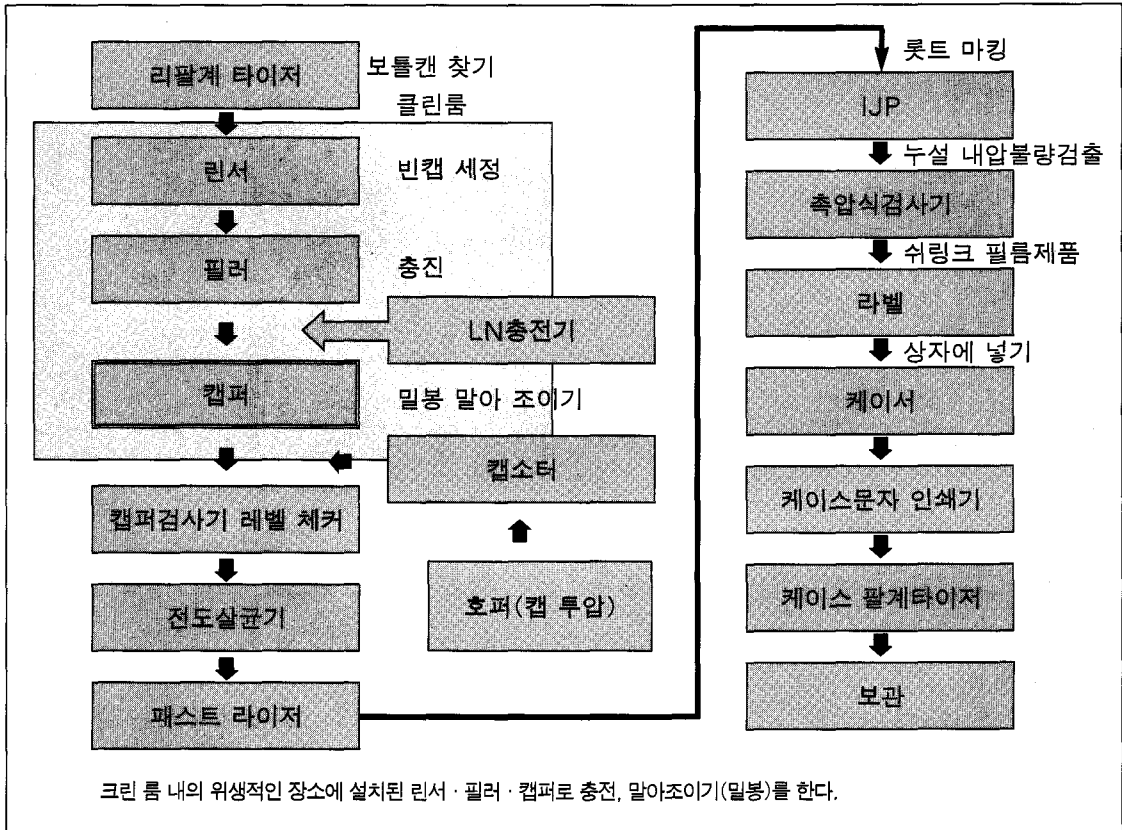 리팔계 타이저
보틀캔 찾기
클린룸
린서
빈캡 세정
필러
충진
LN충전기
캡퍼
밀봉 말아 조이기
캡소터
캡퍼검사기 레벨 체커
호퍼(캡 투압)
전도살균기
패스트 라이저
롯트 마킹
IJP
누설 내압불량검출
측압식검사기
쉬링크 필름제품
라벨
상자에 넣기
케이서
케이스문자 인쇄기
케이스 팔계타이저
보관
크린 룸 내의 위생적인 장소에 설치된 린서 · 필러 · 캡퍼로 충전, 말아조이기(밀봉)를 한다.